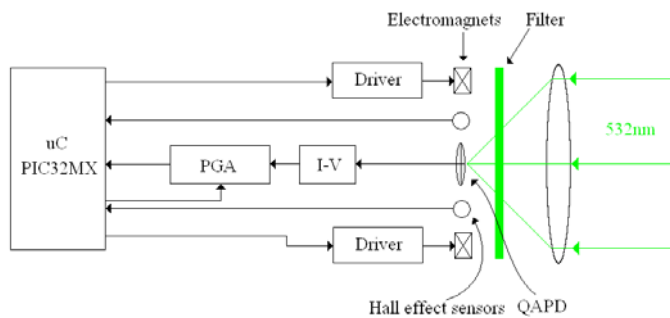 Electromagnets
Filter
Driver
532nm
uC
PIC32MX
PGA
I-V
Driver
Hall effect sensors
QAPD